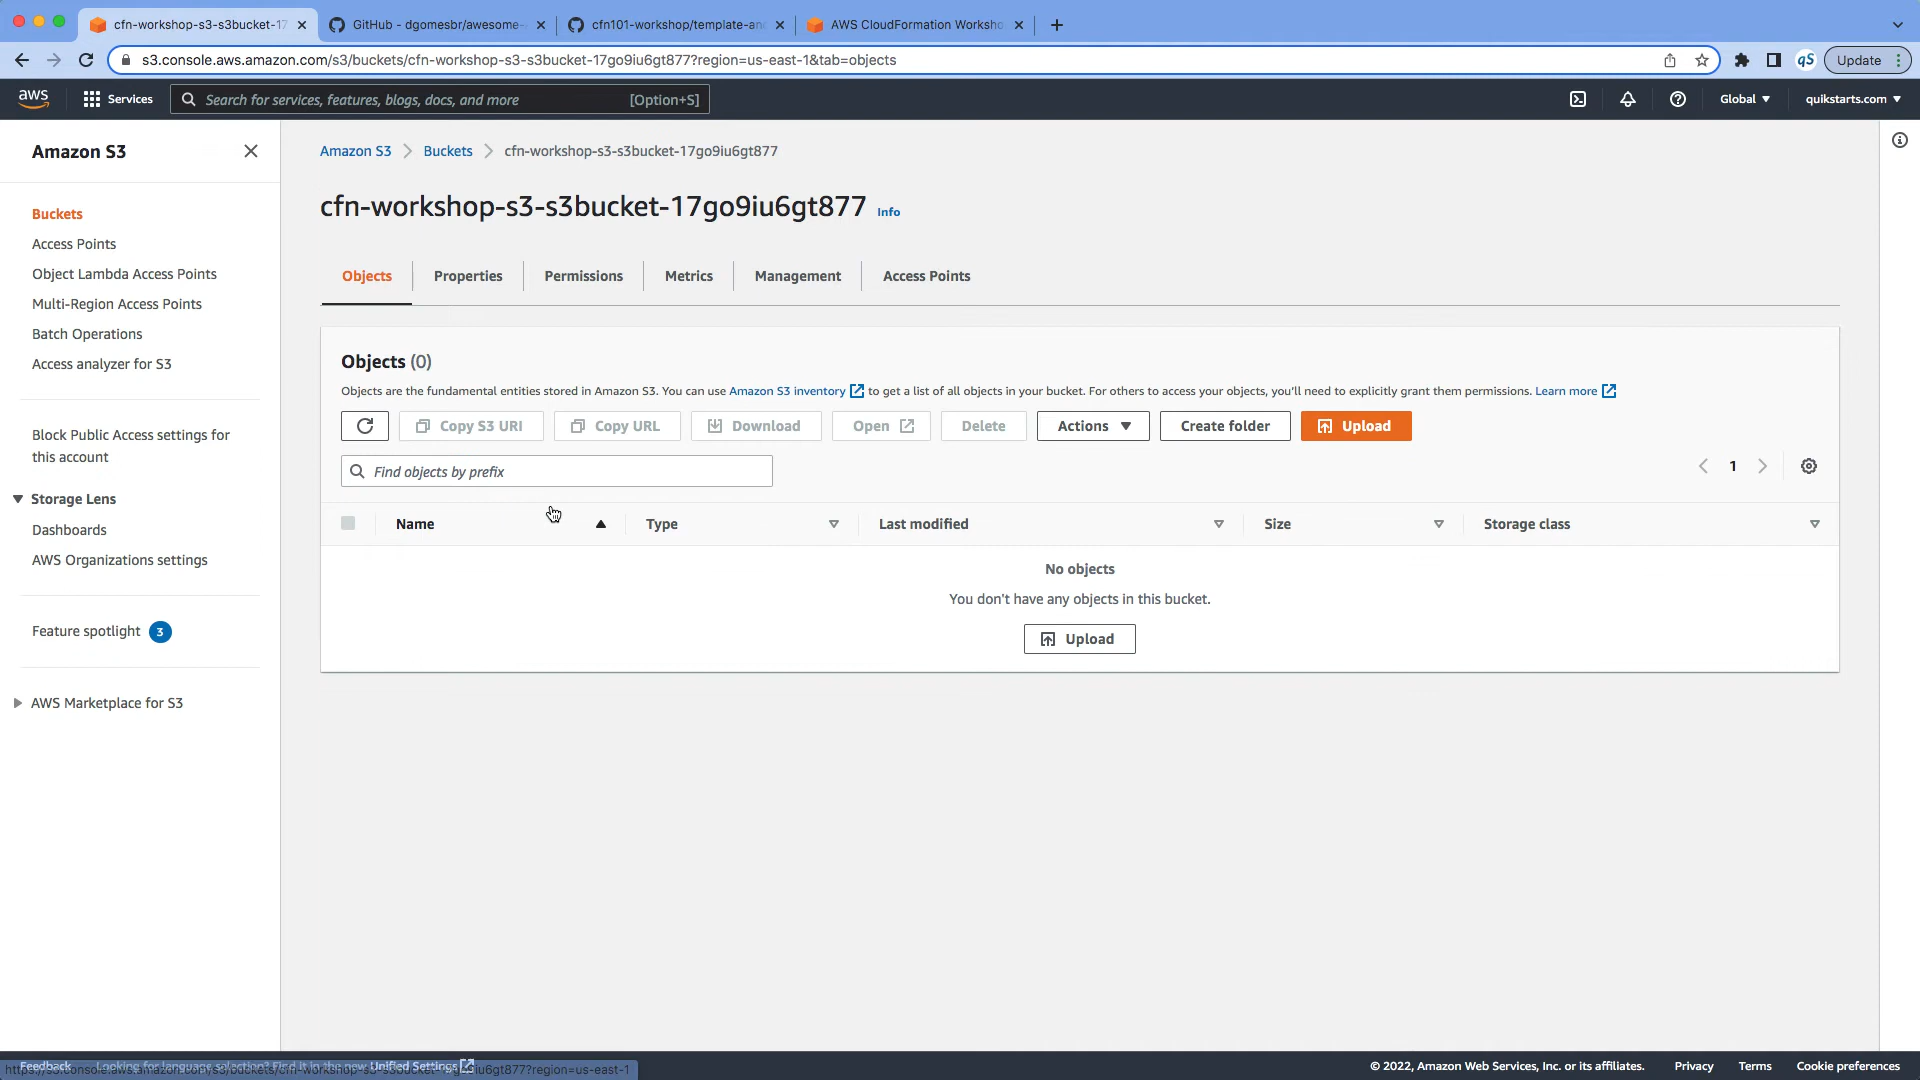 cfn-workshop-s3-s3bucket-17
GitHub - dgomesbr/awesome-
cfn101-workshop/template-and
AWS CloudFormation Worksho
s3.console.aws.amazon.com/s3/buckets/cfn-workshop-s3-s3bucket-17go9iu6gt877?region=us-east-1&tab=objects
qS
Update
aws
Services
Search for services, features, blogs, docs, and more
[Option+S]
Global
quikstarts.com
Amazon S3
Buckets
Access Points
Object Lambda Access Points
Multi-Region Access Points
Batch Operations
Access analyzer for S3
Block Public Access settings for
this account
Storage Lens
Dashboards
AWS Organizations settings
Feature spotlight 3
AWS Marketplace for S3
Amazon S3 > Buckets > cfn-workshop-s3-s3bucket-17go9iu6gt877
cfn-workshop-s3-s3bucket-17go9iu6gt877 Info
Objects
Properties
Permissions
Metrics
Management
Access Points
Objects (0)
Objects are the fundamental entities stored in Amazon S3. You can use Amazon S3 inventory to get a list of all objects in your bucket. For others to access your objects, you'll need to explicitly grant them permissions. Learn more
Copy S3 URI
Copy URL
Download
Open
Delete
Actions
Create folder
Upload
Find objects by prefix
1
Name
Type
Last modified
Size
Storage class
No objects
You don't have any objects in this bucket.
Upload
Feedback
Looking for language selection? Find it in the new Unified Settings
© 2022, Amazon Web Services, Inc. or its affiliates.
Privacy
Terms
Cookie preferences